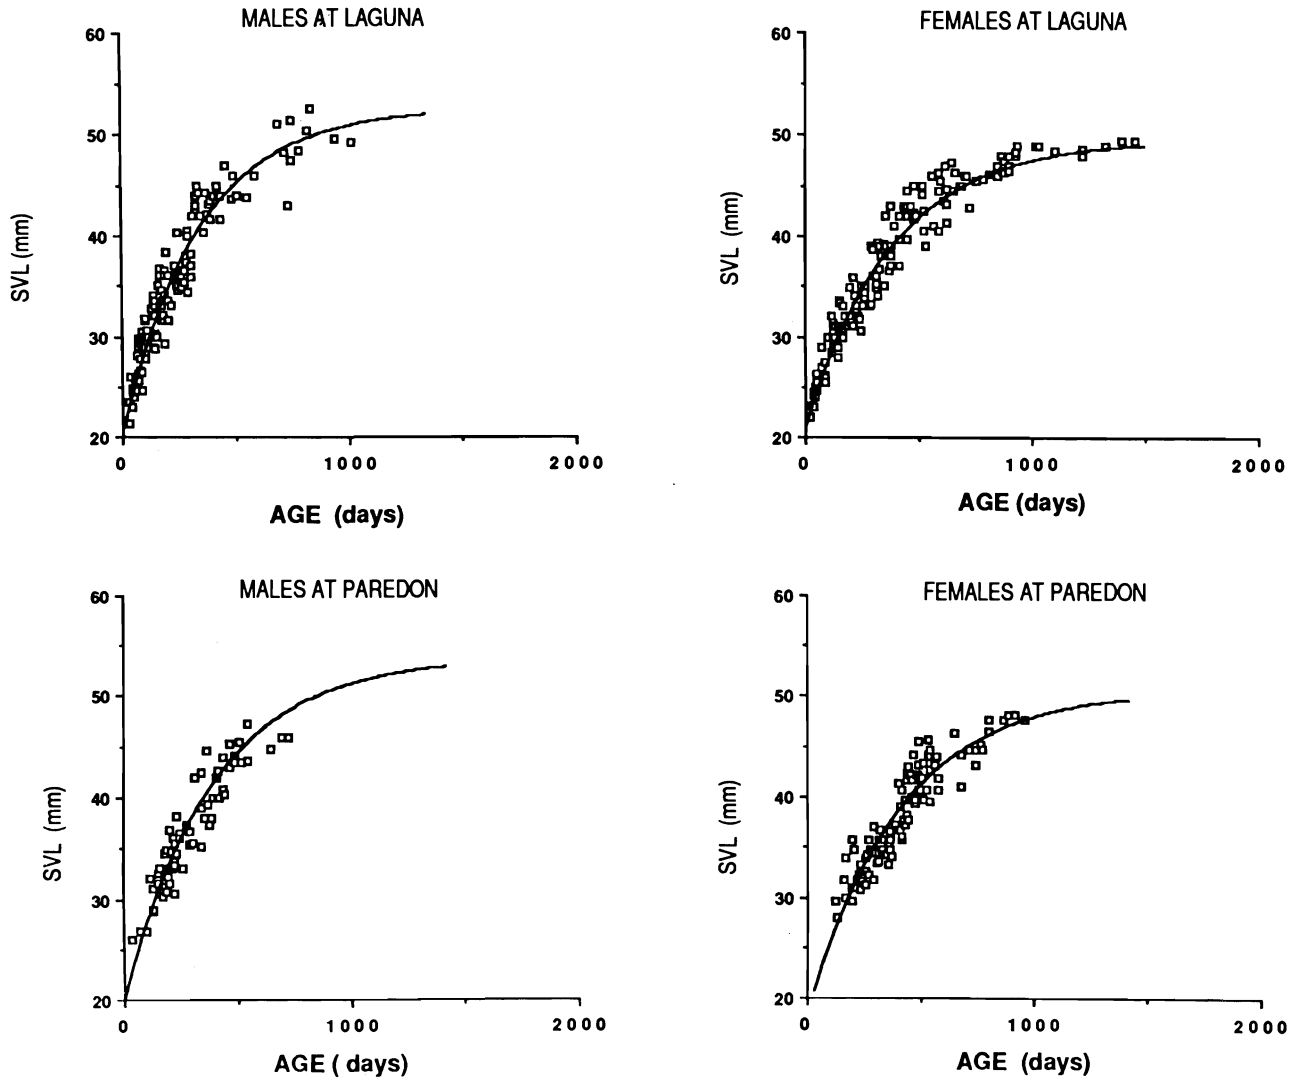 MALES AT LAGUNA
60
50
40
30
20
SVL (mm)
0 1000 2000
AGE (days)
FEMALES AT LAGUNA
60
50
40
30
20
SVL (mm)
0 1000 2000
AGE (days)
MALES AT PAREDON
60
50
40
30
20
SVL (mm)
0 1000 2000
AGE ( days)
FEMALES AT PAREDON
60
50
40
30
20
SVL (mm)
0 1000 2000
AGE (days)